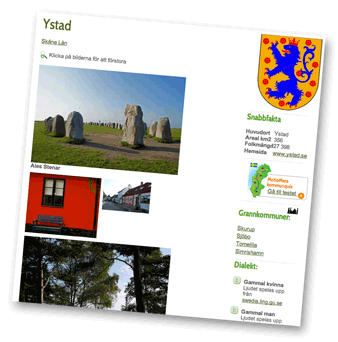 Ystad
Skåne Län
Klicka på bilderna för att förstora
Ales Stenar
Snabbfakta
Huvudort Ystad
Areal km2 356
Folkmängd 27 398
Hemsida www.ystad.se
Motioffers
kommunquiz
Gå till testet
Grannkommuner:
Skurup
Sjöbo
Tomelilla
Simrishamn
Dialekt:
Gammal kvinna
Ljudet spelas upp
från
swedia.ling.gu.se
Gammal man
Ljudet spelas upp